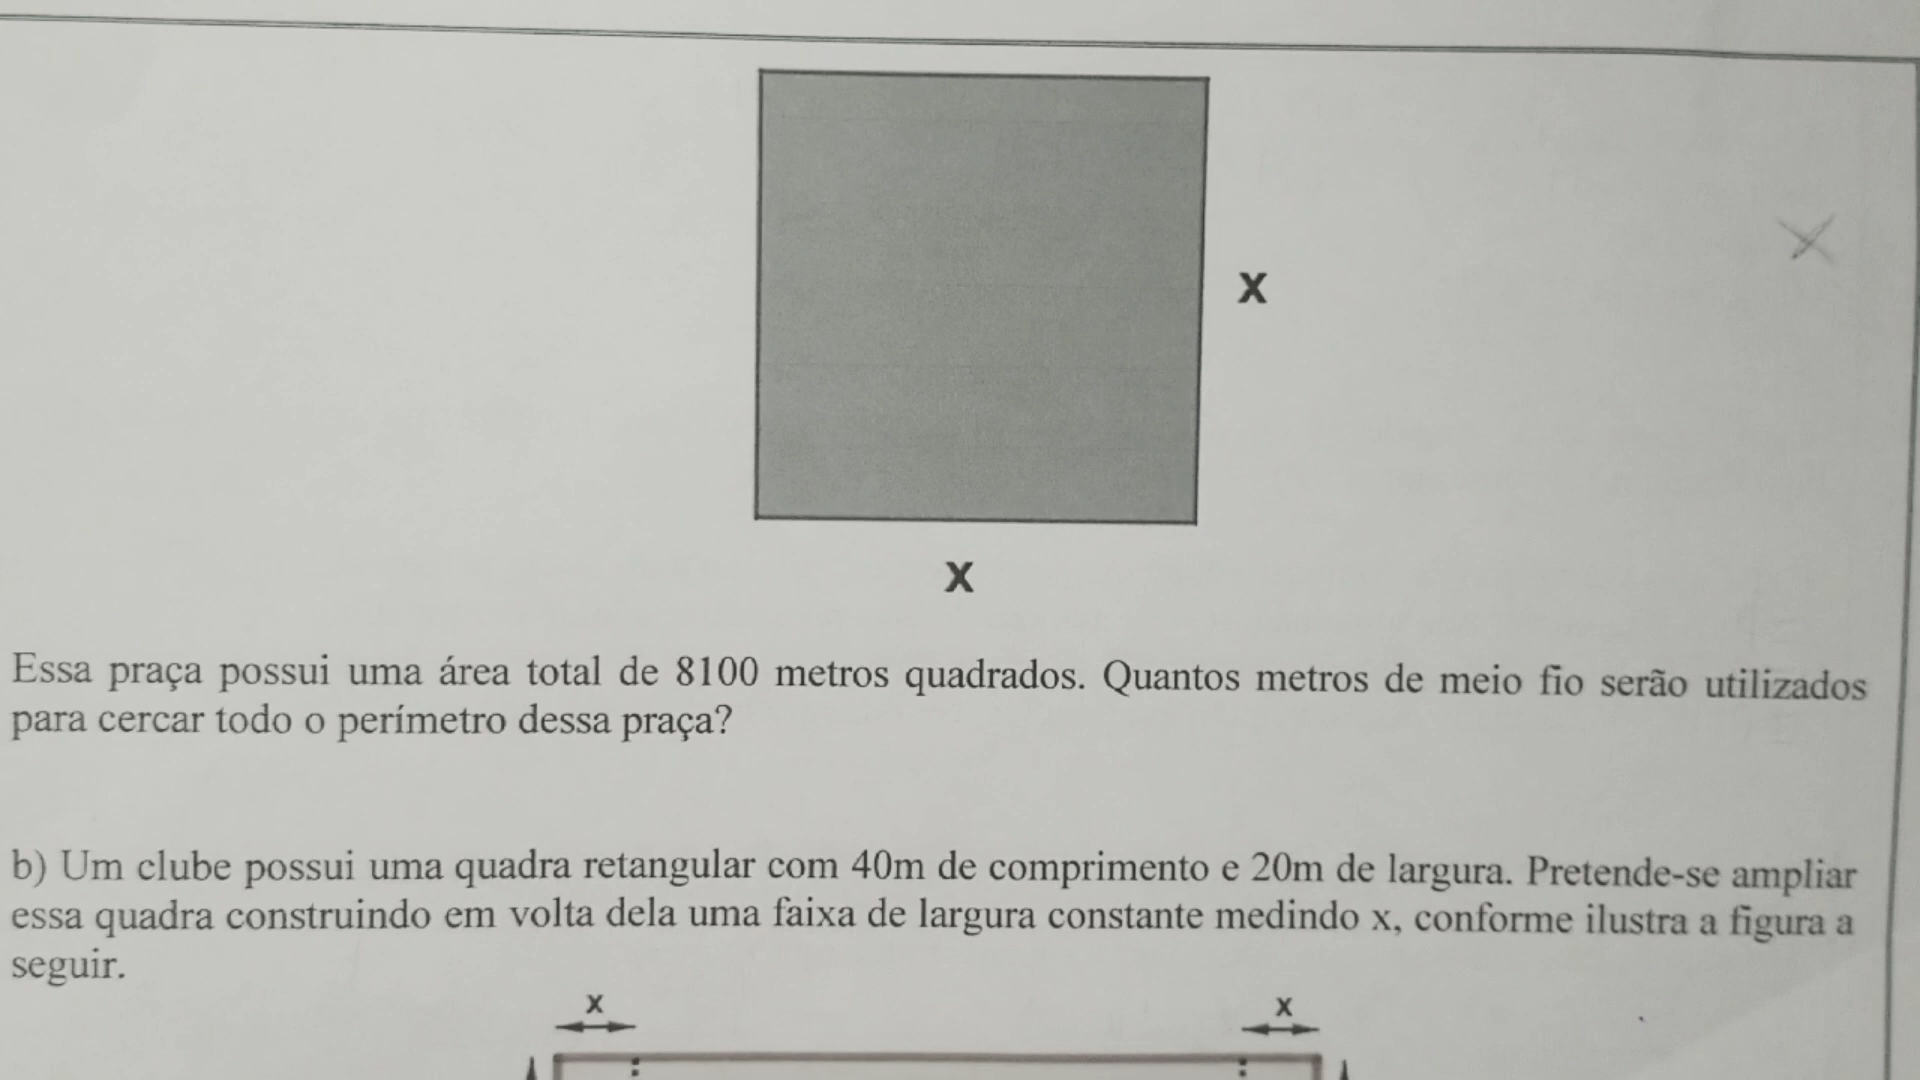 X
X
Essa praça possui uma área total de 8100 metros quadrados. Quantos metros de meio fio serão utilizados
para cercar todo o perímetro dessa praça?
b) Um clube possui uma quadra retangular com 40m de comprimento e 20m de largura. Pretende-se ampliar
essa quadra construindo em volta dela uma faixa de largura constante medindo x, conforme ilustra a figura a
seguir.
x x